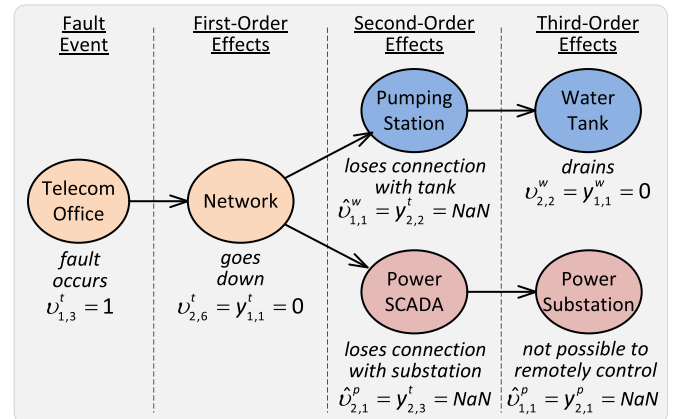 Fault
Event
First-Order
Effects
Second-Order
Effects
Third-Order
Effects
Telecom
Office
fault
occurs
υ^t_{1,3} = 1
Network
goes
down
υ^t_{2,6} = y^t_{1,1} = 0
Pumping
Station
loses connection
with tank
υ̂^w_{1,1} = y^t_{2,2} = NaN
Water
Tank
drains
υ^w_{2,2} = y^w_{1,1} = 0
Power
SCADA
loses connection
with substation
υ̂^p_{2,1} = y^t_{2,3} = NaN
Power
Substation
not possible to
remotely control
υ̂^p_{1,1} = y^p_{2,1} = NaN